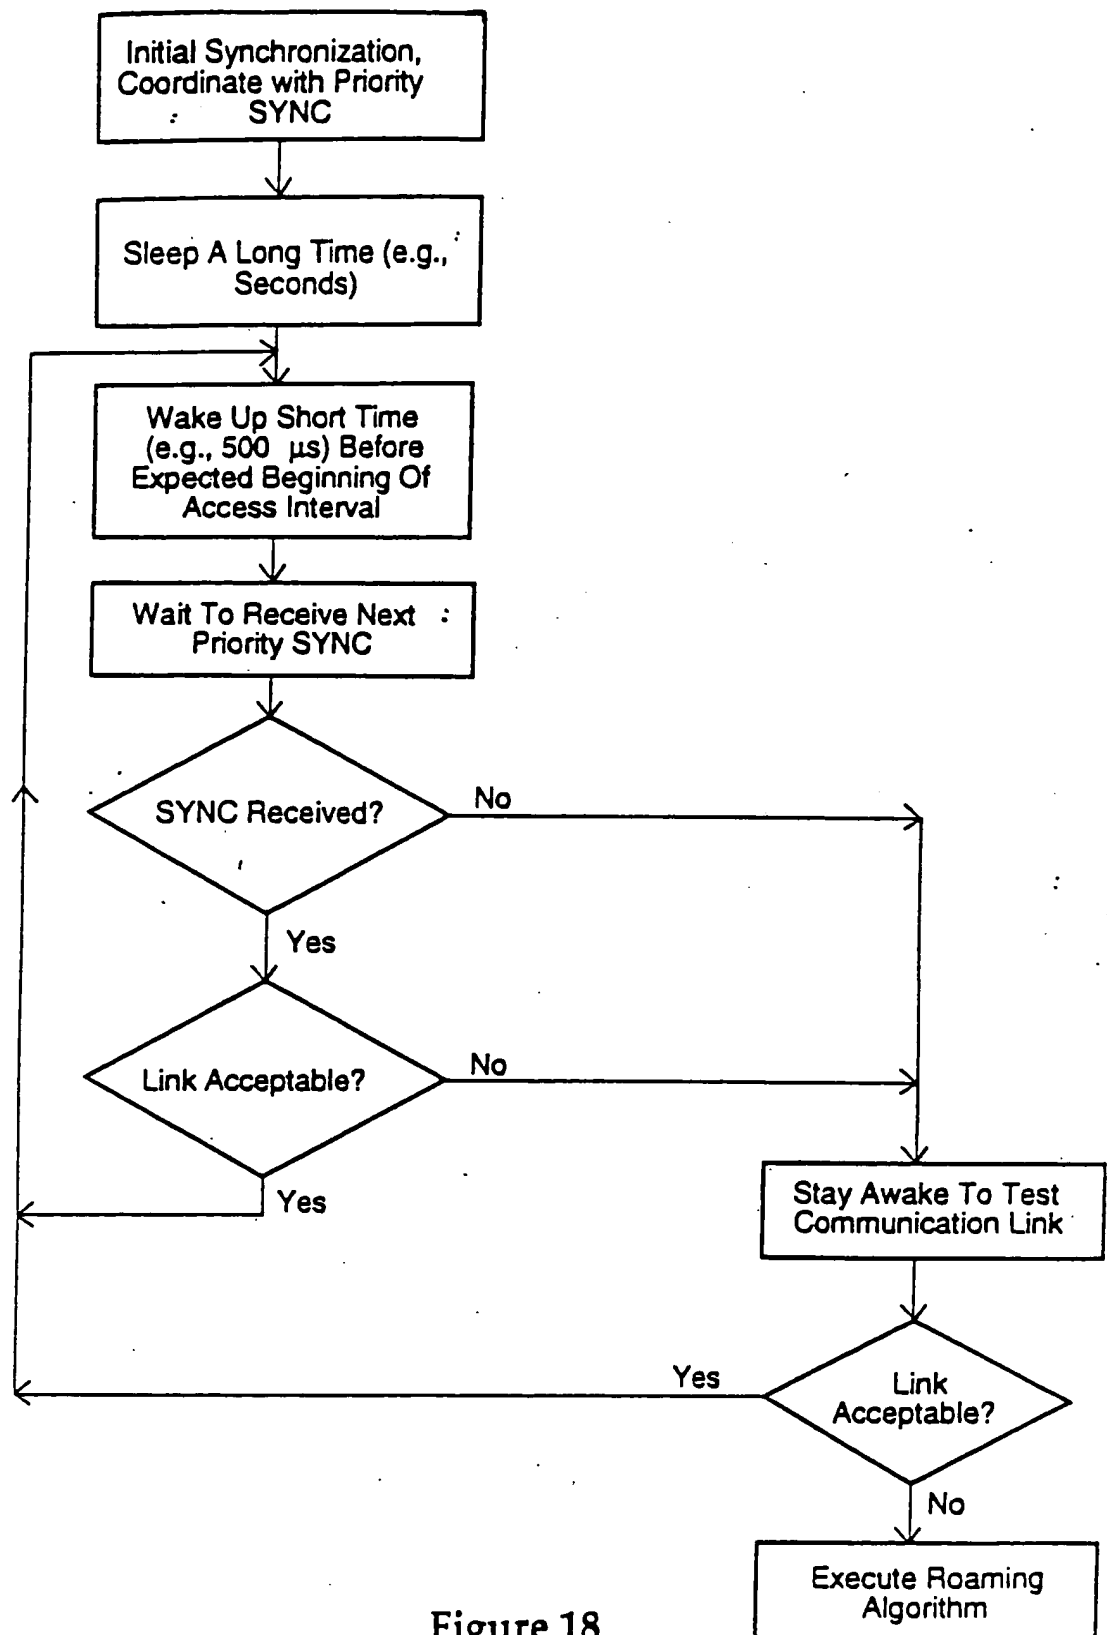 Initial Synchronization,
Coordinate with Priority
SYNC
Sleep A Long Time (e.g.,
Seconds)
Wake Up Short Time
(e.g., 500 μs) Before
Expected Beginning Of
Access Interval
Wait To Receive Next
Priority SYNC
SYNC Received?
No
Yes
Link Acceptable?
No
Yes
Stay Awake To Test
Communication Link
Link
Acceptable?
Yes
No
Execute Roaming
Algorithm
Figure 18